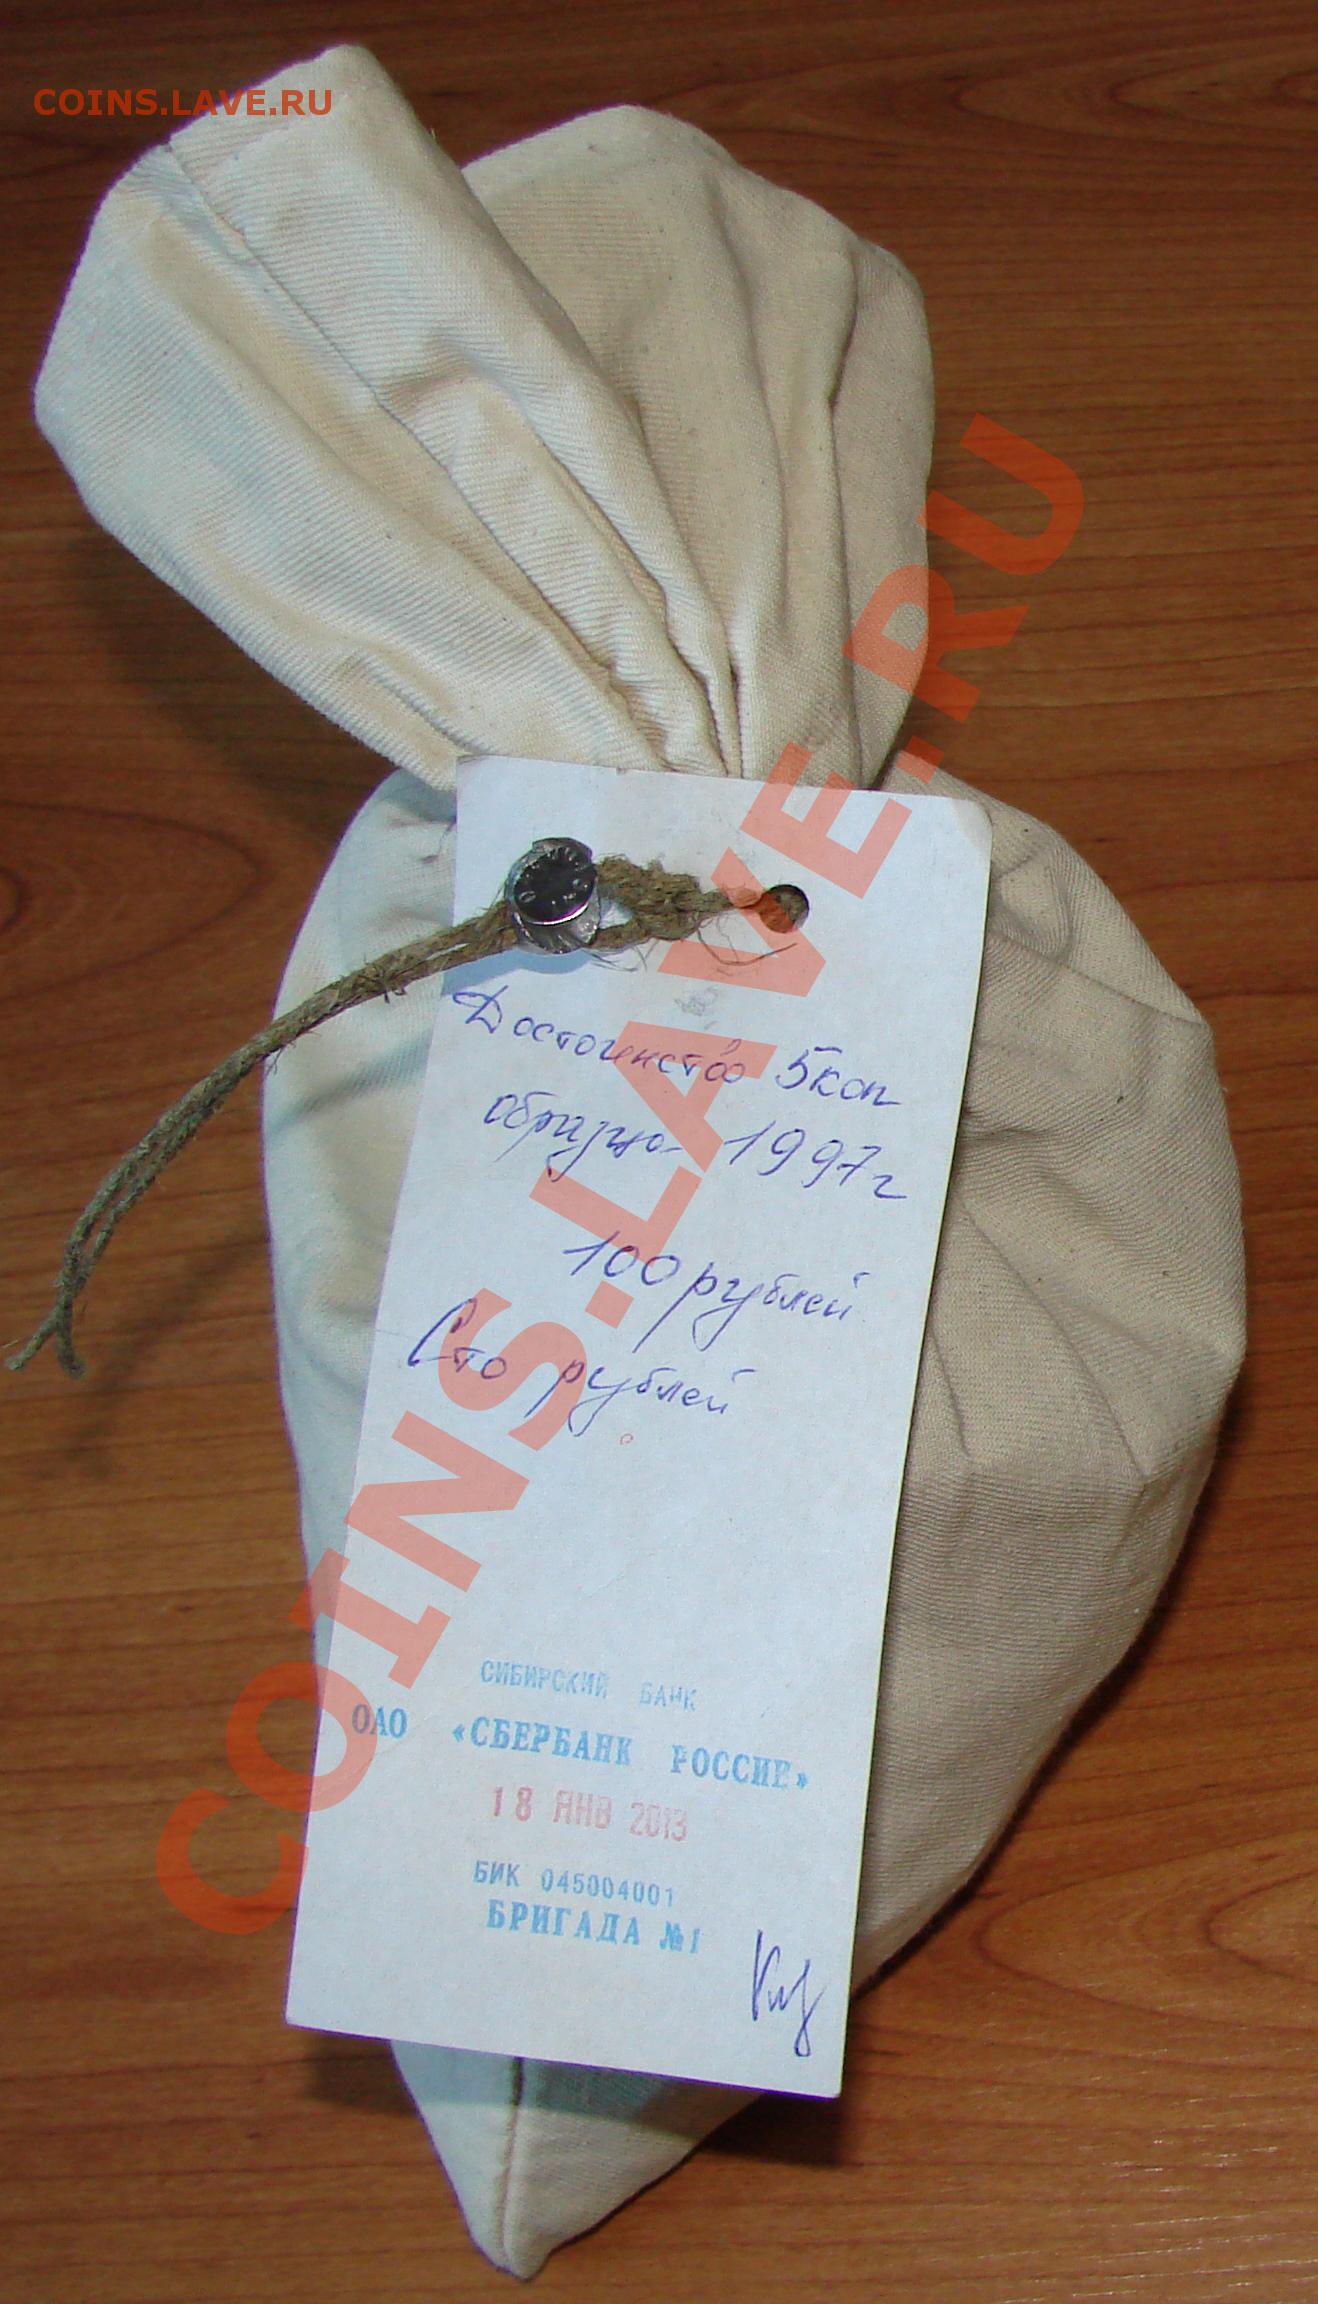 COINS.LAVE.RU
COINS.LAVE.RU
Достоинство 5коп
образца 1997г
100 рублей
Сто рублей
СИБИРСКИЙ БАНК
ОАО «СБЕРБАНК РОССИИ»
18 ЯНВ 2013
БИК 045004001
БРИГАДА №1